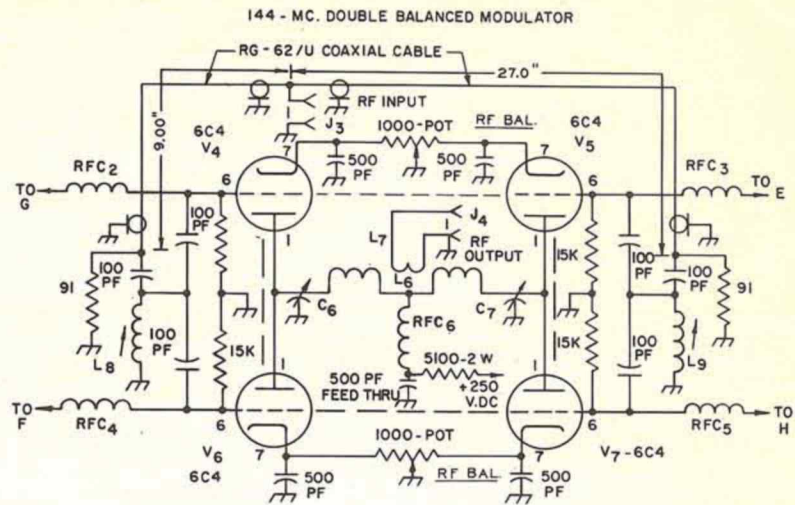 144 - MC. DOUBLE BALANCED MODULATOR
RG - 62/U COAXIAL CABLE
27.0"
9.00"
RF INPUT
J3
6C4
V4
7
1000-POT
RF BAL.
7
6C4
V5
500 PF
500 PF
RFC2
6
6
RFC3
TO G
TO E
100 PF
1
L7
J4
RF OUTPUT
1
15K
100 PF
100 PF
100 PF
91
91
C6
L6
C7
L8
100 PF
15K
RFC6
15K
100 PF
L9
1
5100-2 W
1
500 PF FEED THRU
+250 V.DC
TO F
RFC4
6
6
RFC5
TO H
V6
6C4
7
1000-POT
7
V7-6C4
500 PF
RF BAL.
500 PF